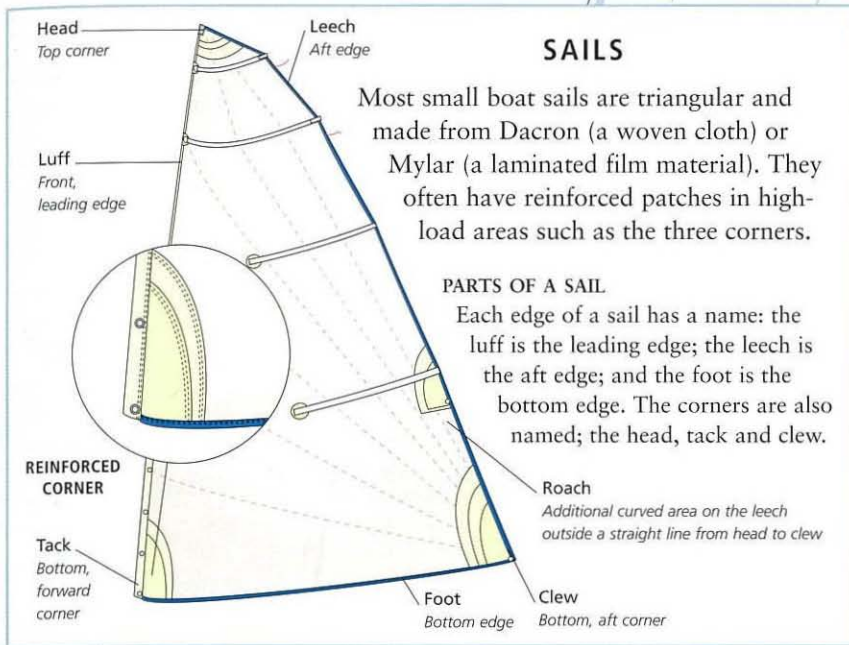 Head
Top corner
Leech
Aft edge
SAILS
Most small boat sails are triangular and
made from Dacron (a woven cloth) or
Mylar (a laminated film material). They
often have reinforced patches in high-
load areas such as the three corners.
Luff
Front,
leading edge
PARTS OF A SAIL
Each edge of a sail has a name: the
luff is the leading edge; the leech is
the aft edge; and the foot is the
bottom edge. The corners are also
named; the head, tack and clew.
REINFORCED
CORNER
Roach
Additional curved area on the leech
outside a straight line from head to clew
Tack
Bottom,
forward
corner
Foot
Bottom edge
Clew
Bottom, aft corner